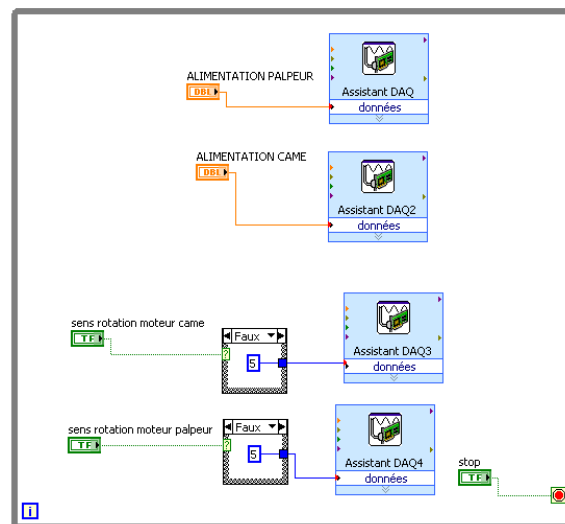 ALIMENTATION PALPEUR
DBL
Assistant DAQ
données
ALIMENTATION CAME
DBL
Assistant DAQ2
données
sens rotation moteur came
TF
?
Faux
5
Assistant DAQ3
données
sens rotation moteur palpeur
TF
?
Faux
5
Assistant DAQ4
données
stop
TF
i